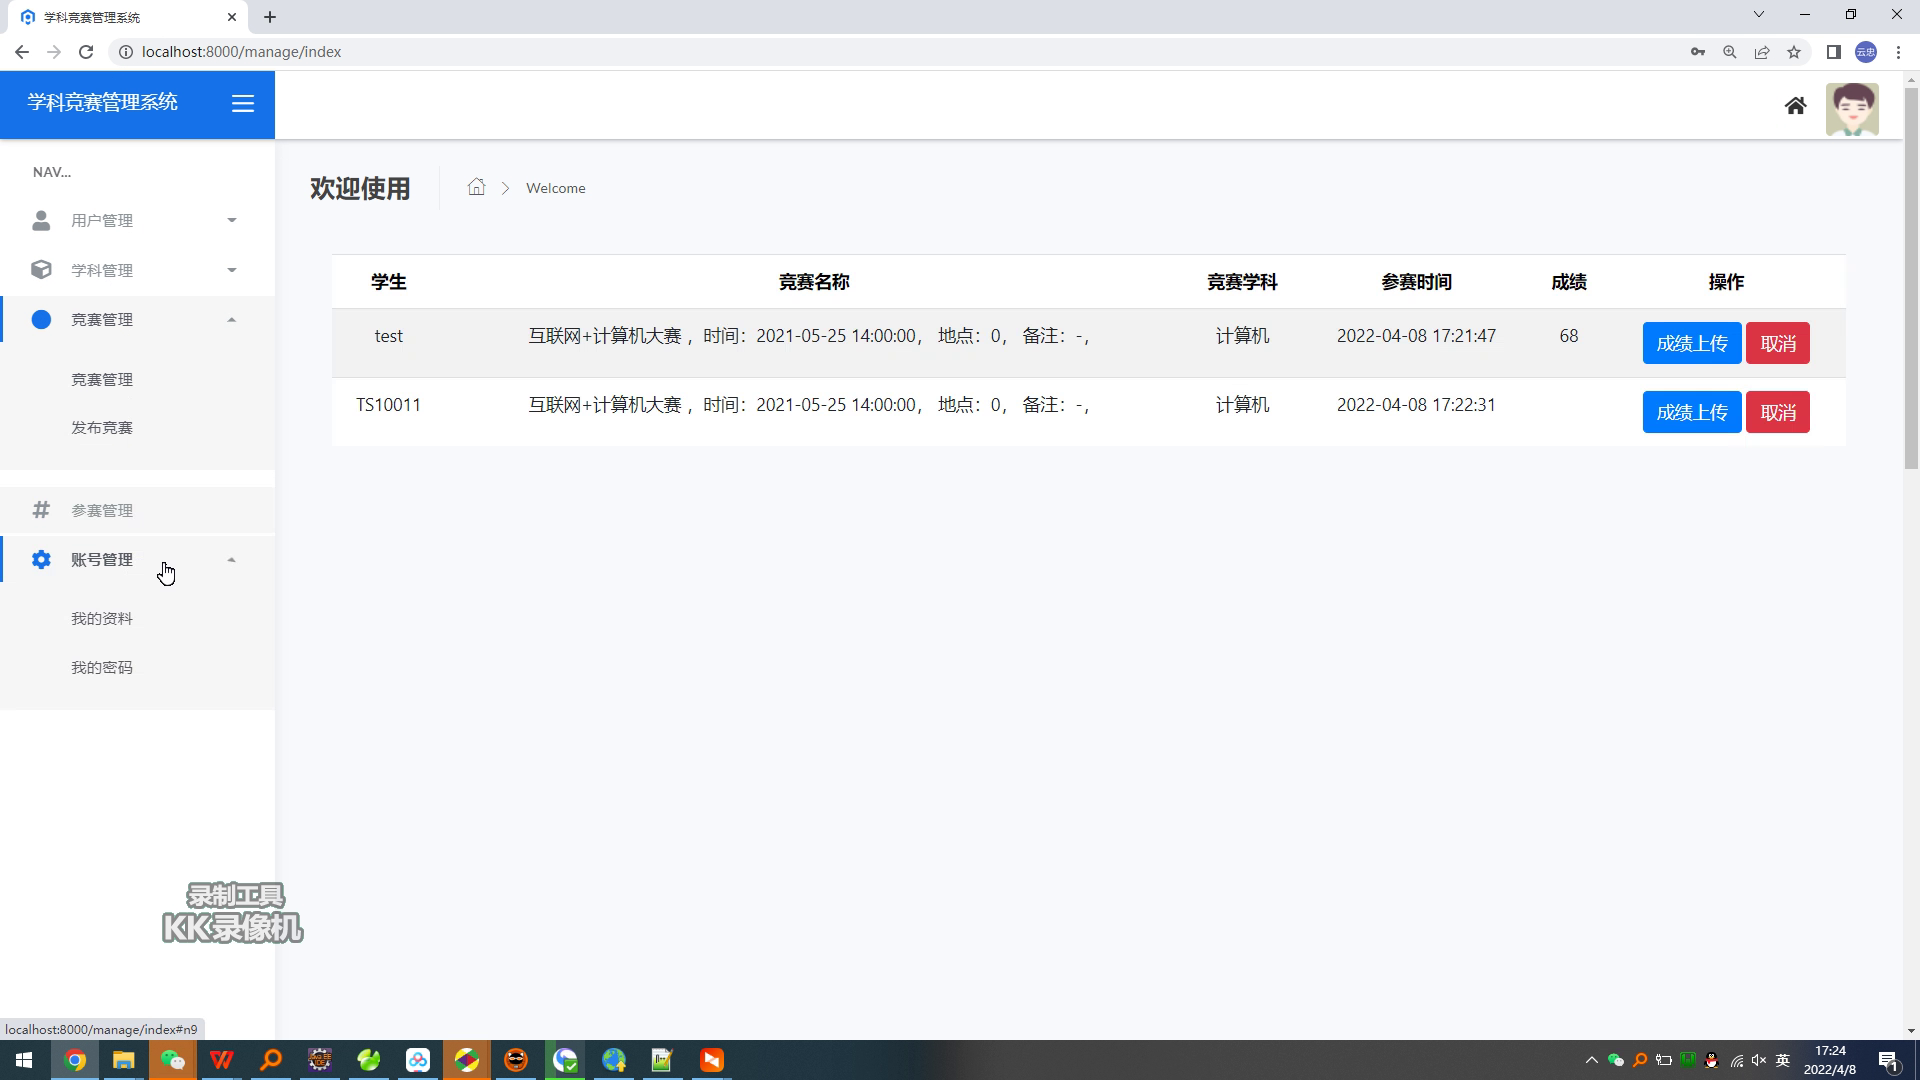 学科竞赛管理系统
localhost:8000/manage/index
云忠
学科竞赛管理系统
NAV...
用户管理
学科管理
竞赛管理
竞赛管理
发布竞赛
参赛管理
账号管理
我的资料
我的密码
欢迎使用 Welcome
学生 竞赛名称 竞赛学科 参赛时间 成绩 操作
test 互联网+计算机大赛 ，时间：2021-05-25 14:00:00， 地点：0， 备注：-， 计算机 2022-04-08 17:21:47 68 成绩上传 取消
TS10011 互联网+计算机大赛 ，时间：2021-05-25 14:00:00， 地点：0， 备注：-， 计算机 2022-04-08 17:22:31 成绩上传 取消
录制工具
KK录像机
localhost:8000/manage/index#n9
英
17:24
2022/4/8
1